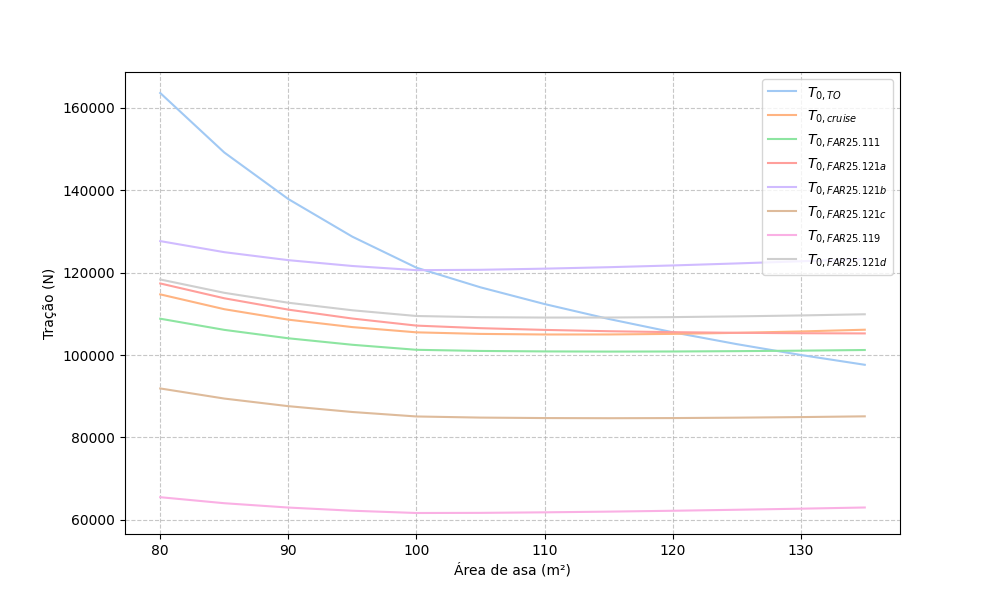 160000
140000
120000
100000
80000
60000
Tração (N)
80 90 100 110 120 130
Área de asa (m²)
T0,TO
T0,cruise
T0,FAR25.111
T0,FAR25.121a
T0,FAR25.121b
T0,FAR25.121c
T0,FAR25.119
T0,FAR25.121d